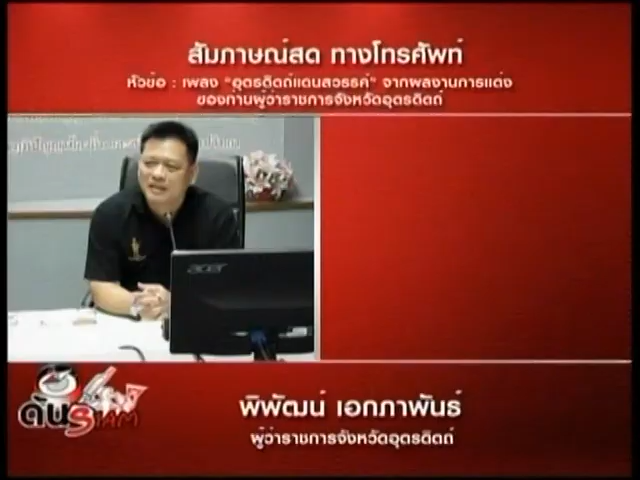 สัมภาษณ์สด ทางโทรศัพท์
หัวข้อ : เพลง “อุตรดิตถ์แดนสวรรค์” จากผลงานการแต่ง
ของท่านผู้ว่าราชการจังหวัดอุตรดิตถ์
acer
ดัน
SIAM
พิพัฒน์ เอกภาพันธ์
ผู้ว่าราชการจังหวัดอุตรดิตถ์